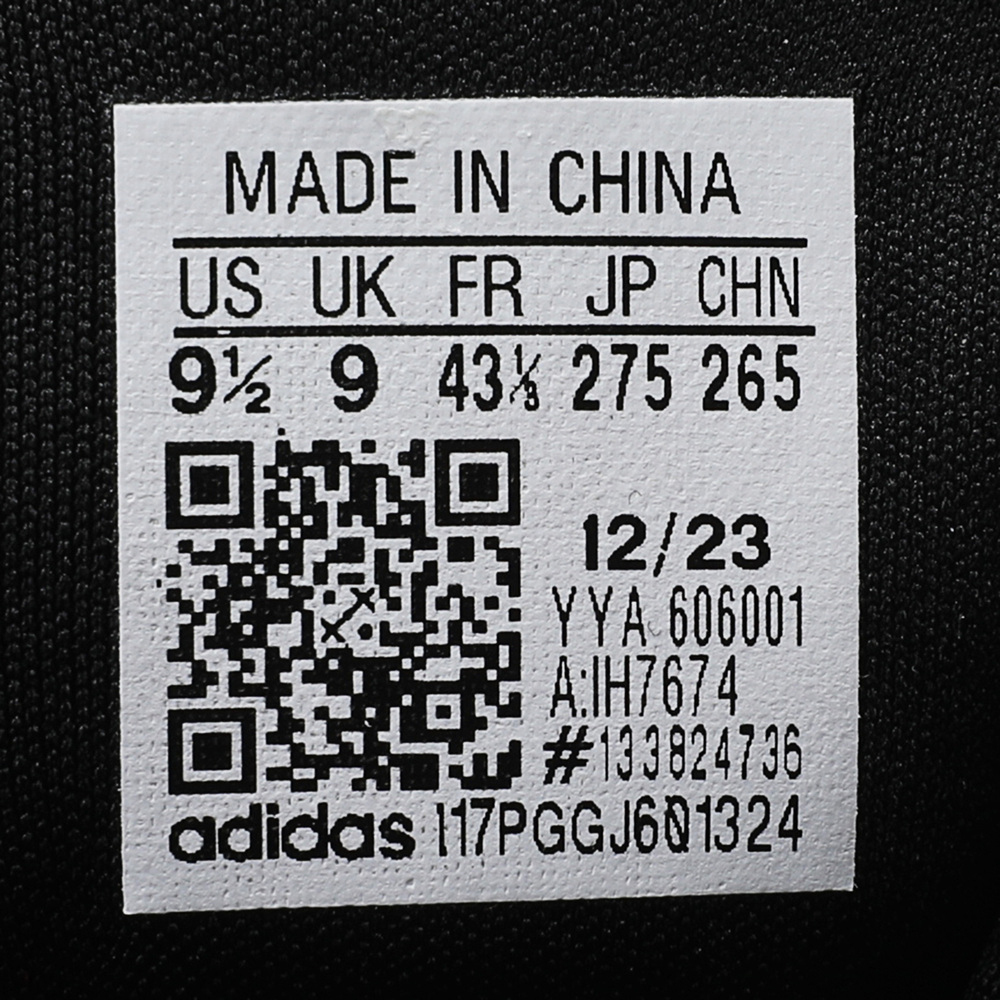 MADE IN CHINA
US UK FR JP CHN
9½ 9 43⅓ 275 265
12/23
YYA 606001
A:IH7674
#133824736
adidas 117PGGJ601324